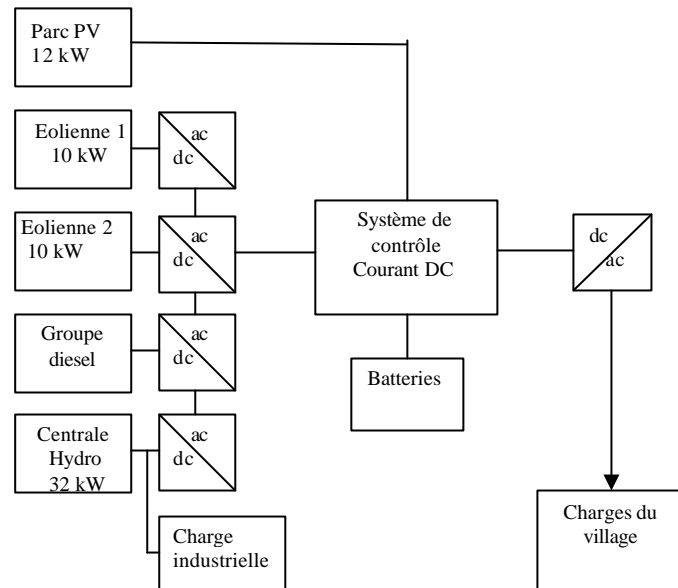 Parc PV
12 kW
Eolienne 1
10 kW
ac
dc
Eolienne 2
10 kW
ac
dc
Système de
contrôle
Courant DC
dc
ac
Groupe
diesel
ac
dc
Batteries
Centrale
Hydro
32 kW
ac
dc
Charge
industrielle
Charges du
village